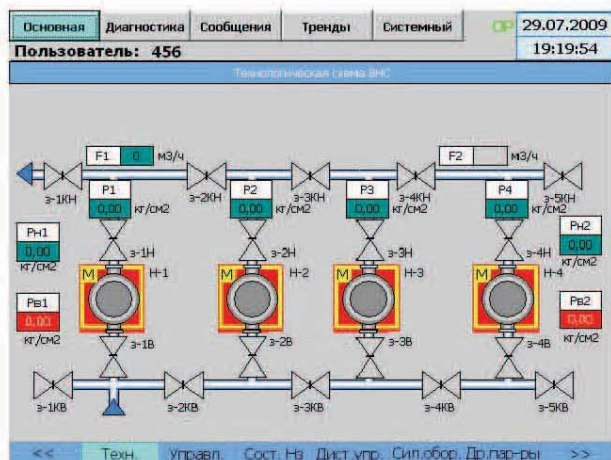 Основная Диагностика Сообщения Тренды Системный OP 29.07.2009
Пользователь: 456 19:19:54
Технологическая схема ВНС
F1 0 м3/ч F2 м3/ч
з-1КН з-2КН з-3КН з-4КН з-5КН
P1 P2 P3 P4
0,00 кг/см2 0,00 кг/см2 0,00 кг/см2 0,00 кг/см2
Рн1 Рн2
0,00 0,00
кг/см2 кг/см2
з-1Н з-2Н з-3Н з-4Н
М Н-1 М Н-2 М Н-3 М Н-4
Рв1 Рв2
0,00 0,00
кг/см2 кг/см2
з-1В з-2В з-3В з-4В
з-1КВ з-2КВ з-3КВ з-4КВ з-5КВ
<< Техн. Управл. Сост. Нз Дист упр. Сил.обор. Др.пар-ры >>